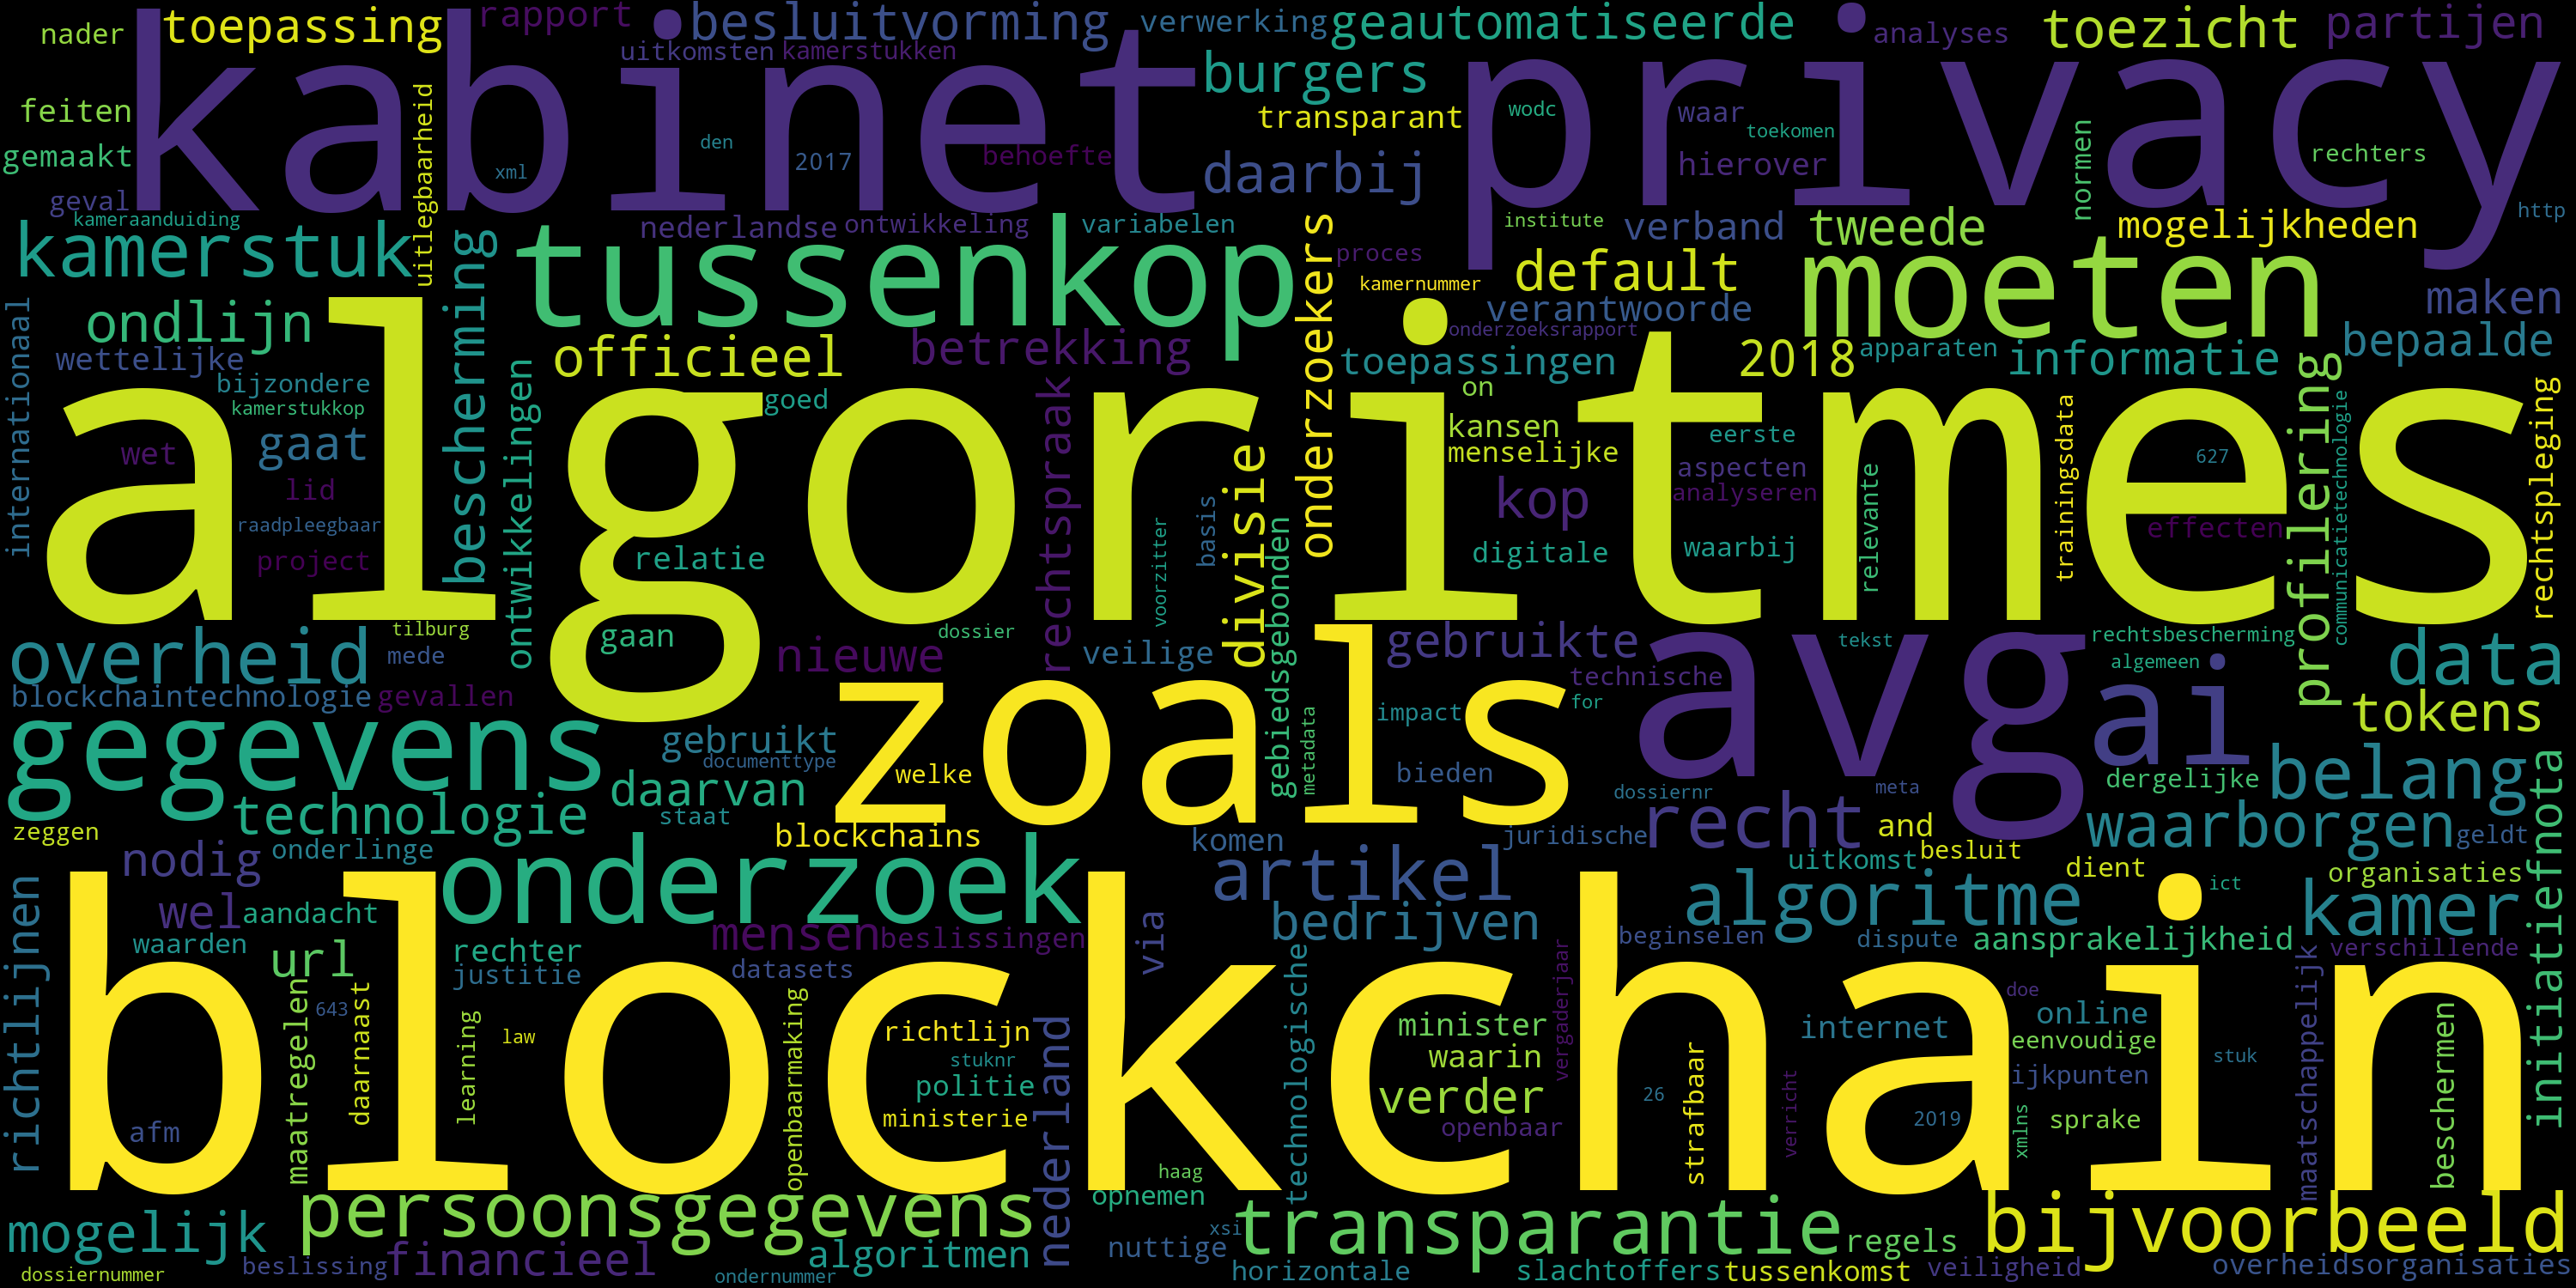 nader
toepassing
rapport
besluitvorming
verwerking
geautomatiseerde
analyses
toezicht
partijen
uitkomsten
kamerstukken
kabinet
privacy
burgers
feiten
transparant
wodc
waar
toekomen
gemaakt
uitlegbaarheid
xml
den
2017
behoefte
daarbij
hierover
normen
rechters
geval
kameraanduiding
nederlandse
ontwikkeling
variabelen
institute
verband
tweede
mogelijkheden
http
kamerstuk
bescherming
tussenkop
onderzoekers
proces
kamernummer
default
moeten
maken
internationaal
ondlijn
verantwoorde
onderzoeksrapport
wettelijke
officieel
betrekking
toepassingen
2018
apparaten
informatie
bepaalde
bijzondere
kamerstukkop
algoritmes
ontwikkelingen
goed
rechtspraak
on
kansen
menselijke
eerste
trainingsdata
627
profilering
communicatietechnologie
rechtspleging
wet
gaat
lid
raadpleegbaar
project
relatie
voorzitter
basis
divisie
gebiedsgebonden
kop
aspecten
analyseren
digitale
waarbij
relevante
effecten
tilburg
gaan
dossier
overheid
mede
nieuwe
veilige
zoals
gebruikte
technische
avg
tekst
rechtsbescherming
algemeen
ai
data
blockchaintechnologie
gevallen
for
impact
metadata
tokens
gegevens
gebruikt
documenttype
welke
bieden
dossiernr
meta
dergelijke
belang
initiatiefnota
technologie
daarvan
staat
zeggen
blockchains
komen
juridische
recht
and
besluit
waarborgen
geldt
nodig
onderlinge
onderzoek
artikel
uitkomst
dient
organisaties
richtlijnen
wel
aandacht
algoritme
ict
kamer
waarden
rechter
mensen
beslissingen
via
bedrijven
beginselen
dispute
aansprakelijkheid
verschillende
url
justitie
datasets
technologische
vergaderjaar
maatschappelijk
blockchain
maatregelen
643
daarnaast
learning
law
openbaarmaking
richtlijn
stuknr
politie
ministerie
nederland
minister
waarin
verder
openbaar
strafbaar
26
verricht
internet
doe
online
eenvoudige
ijkpunten
2019
xmlns
sprake
stuk
beschermen
afm
haag
opnemen
mogelijk
persoonsgegevens
xsi
transparantie
regels
bijvoorbeeld
dossiernummer
beslissing
financieel
ondernummer
algoritmen
nuttige
horizontale
slachtoffers
tussenkomst
veiligheid
overheidsorganisaties